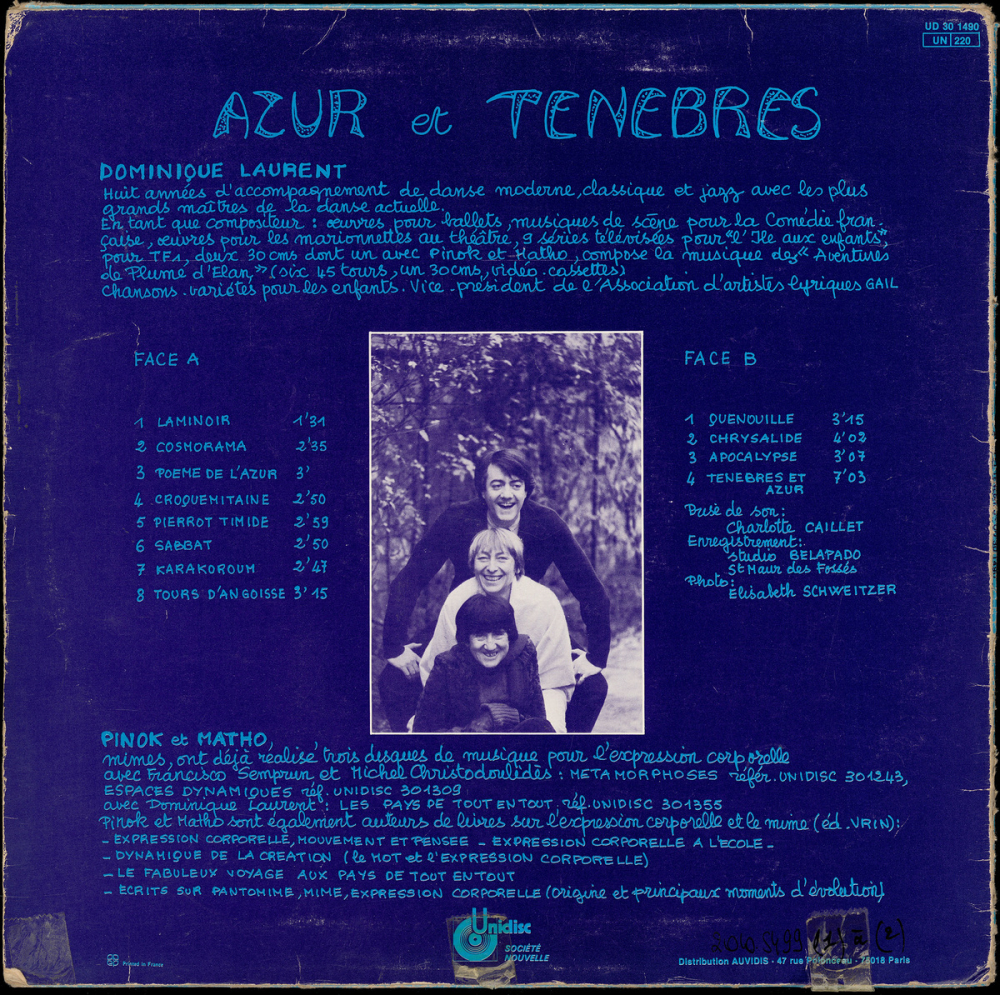 UD 30 1490
UN 220
AZUR et TENEBRES
DOMINIQUE LAURENT
Huit années d'accompagnement de danse moderne, classique et jazz avec les plus
grands maîtres de la danse actuelle.
En tant que compositeur : œuvres pour ballets, musiques de scène pour la Comédie fran-
çaise, œuvres pour les marionnettes au théâtre, 9 séries télévisées pour "l'Ile aux enfants",
pour TF1, deux 30 cms dont un avec Pinok et Matho, compose la musique des "Aventures
de Plume d'Elan" (six 45 tours, un 30 cms, vidéo-cassettes)
Chansons-variétés pour les enfants. Vice-président de l'Association d'artistes lyriques GAIL
FACE A
1 LAMINOIR 1'31
2 COSMORAMA 2'35
3 POEME DE L'AZUR 3'
4 CROQUEMITAINE 2'50
5 PIERROT TIMIDE 2'59
6 SABBAT 2'50
7 KARAKOROUM 2'47
8 TOURS D'ANGOISSE 3'15
FACE B
1 QUENOUILLE 3'15
2 CHRYSALIDE 4'02
3 APOCALYPSE 3'07
4 TENEBRES ET 7'03
AZUR
Prise de son :
Charlotte CAILLET
Enregistrement :
studio BELAPADO
St Maur des Fossés
Photo :
Elisabeth SCHWEITZER
PINOK et MATHO,
mimes, ont déjà réalisé trois disques de musique pour l'expression corporelle
avec Francisco Semprun et Michel Christodoulidès : METAMORPHOSES référ. UNIDISC 301243,
ESPACES DYNAMIQUES réf. UNIDISC 301309
avec Dominique Laurent : LES PAYS DE TOUT EN TOUT, réf. UNIDISC 301355
Pinok et Matho sont également auteurs de livres sur l'expression corporelle et le mime (éd. VRIN) :
- EXPRESSION CORPORELLE, MOUVEMENT ET PENSEE - EXPRESSION CORPORELLE A L'ECOLE -
- DYNAMIQUE DE LA CREATION (le MOT et l'EXPRESSION CORPORELLE)
- LE FABULEUX VOYAGE AUX PAYS DE TOUT EN TOUT
- ECRITS SUR PANTOMIME, MIME, EXPRESSION CORPORELLE (Origine et principaux moments d'évolution)
Printed in France
Unidisc
SOCIÉTÉ
NOUVELLE
Distribution AUVIDIS - 47 rue - 75018 Paris